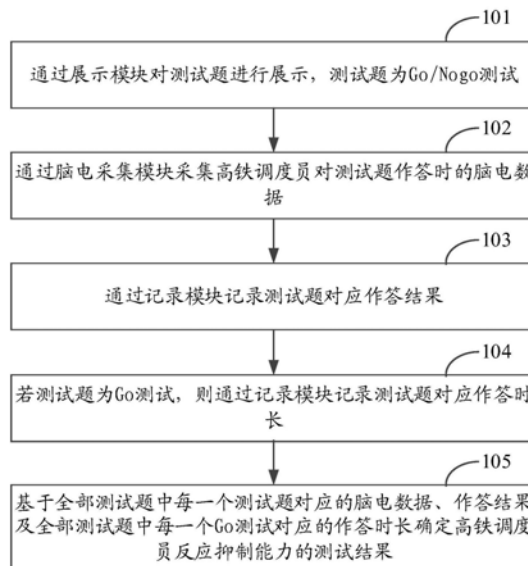 101
通过展示模块对测试题进行展示，测试题为Go/Nogo测试
102
通过脑电采集模块采集高铁调度员对测试题作答时的脑电数
据
103
通过记录模块记录测试题对应作答结果
104
若测试题为Go测试，则通过记录模块记录测试题对应作答时
长
105
基于全部测试题中每一个测试题对应的脑电数据、作答结果
及全部测试题中每一个Go测试对应的作答时长确定高铁调度
员反应抑制能力的测试结果